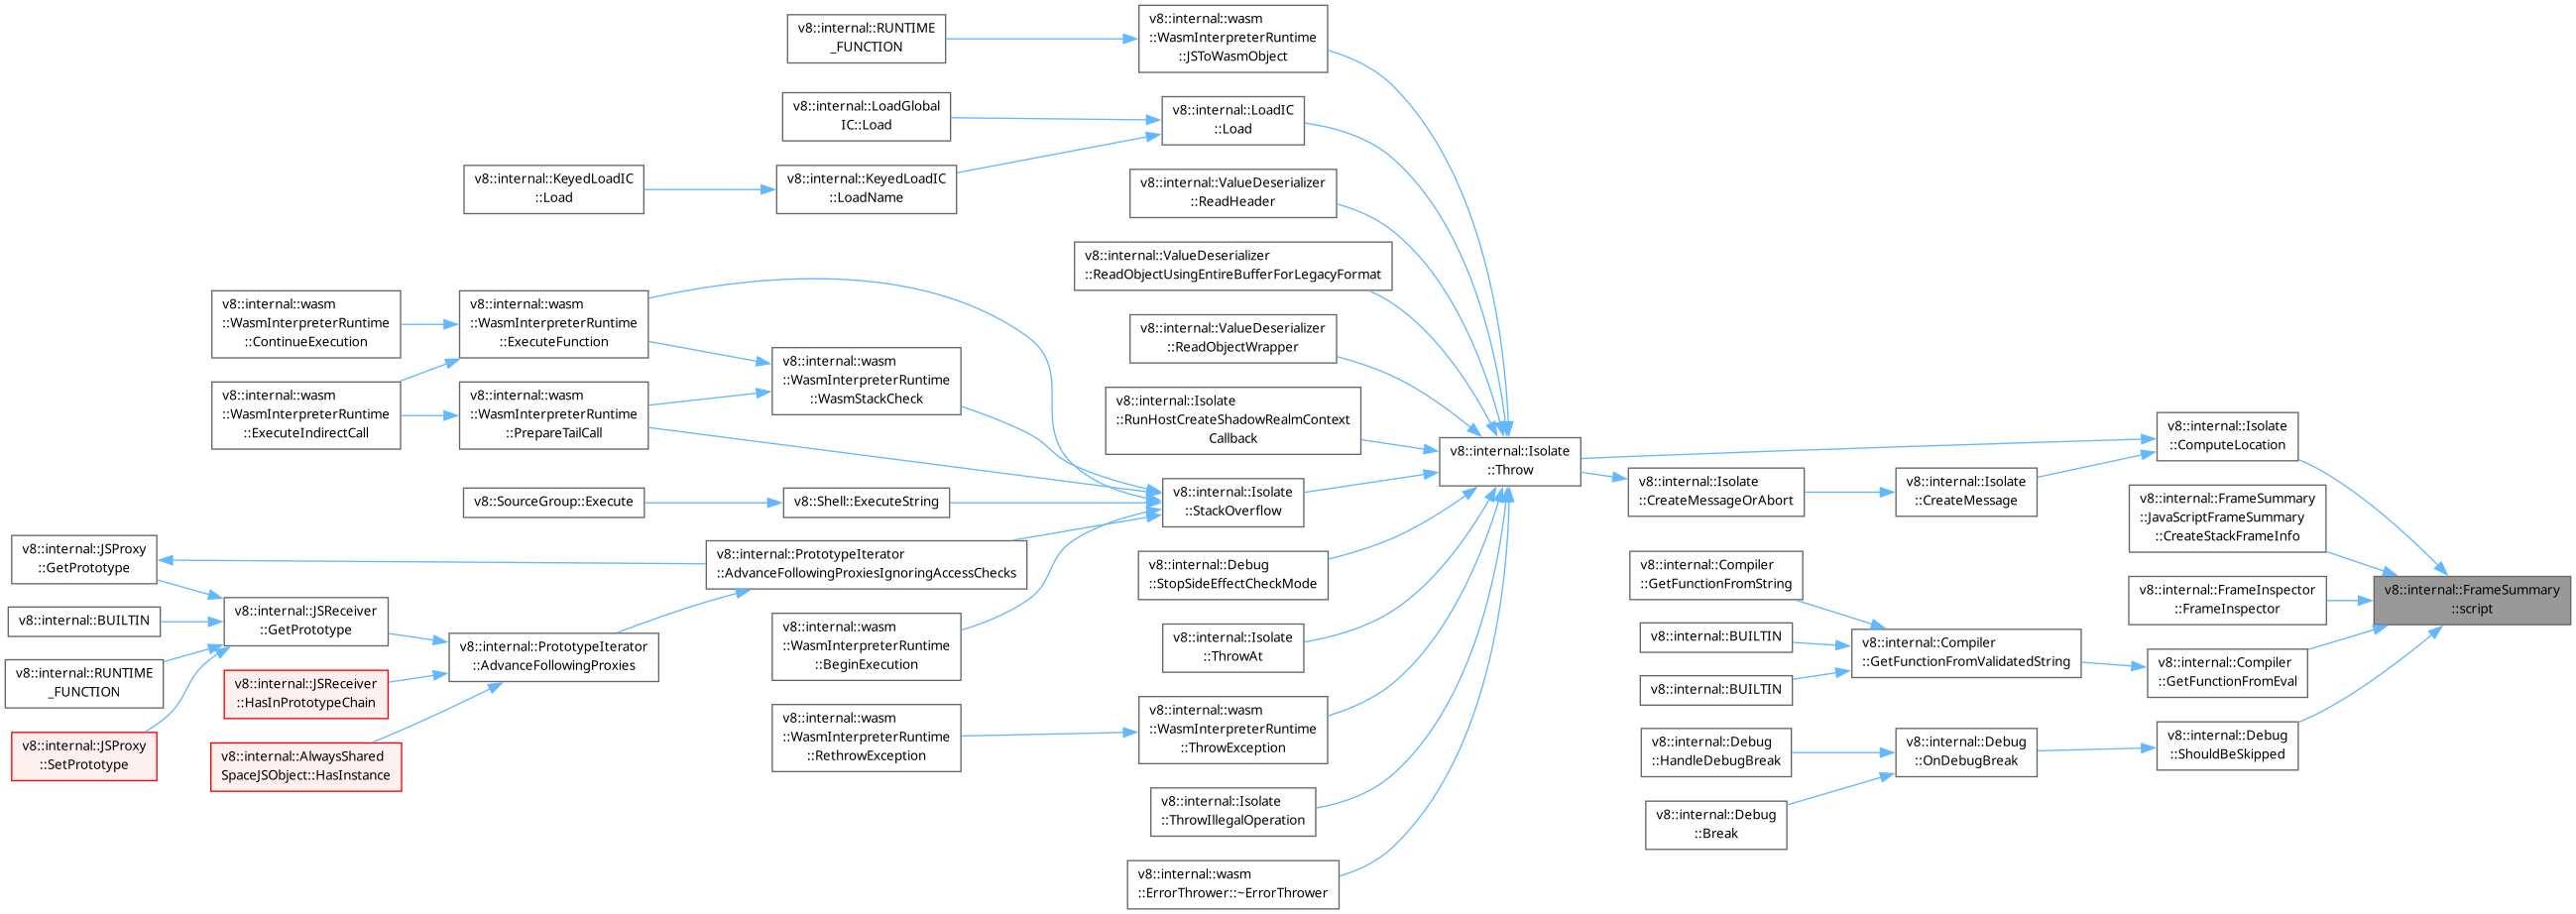 v8::internal::RUNTIME
_FUNCTION
v8::internal::wasm
::WasmInterpreterRuntime
::JSToWasmObject
v8::internal::LoadGlobal
IC::Load
v8::internal::LoadIC
::Load
v8::internal::KeyedLoadIC
::Load
v8::internal::KeyedLoadIC
::LoadName
v8::internal::ValueDeserializer
::ReadHeader
v8::internal::ValueDeserializer
::ReadObjectUsingEntireBufferForLegacyFormat
v8::internal::wasm
::WasmInterpreterRuntime
::ContinueExecution
v8::internal::wasm
::WasmInterpreterRuntime
::ExecuteFunction
v8::internal::ValueDeserializer
::ReadObjectWrapper
v8::internal::wasm
::WasmInterpreterRuntime
::WasmStackCheck
v8::internal::wasm
::WasmInterpreterRuntime
::ExecuteIndirectCall
v8::internal::wasm
::WasmInterpreterRuntime
::PrepareTailCall
v8::internal::Isolate
::RunHostCreateShadowRealmContext
Callback
v8::internal::Isolate
::Throw
v8::internal::Isolate
::ComputeLocation
v8::internal::Isolate
::CreateMessageOrAbort
v8::internal::Isolate
::CreateMessage
v8::SourceGroup::Execute
v8::Shell::ExecuteString
v8::internal::Isolate
::StackOverflow
v8::internal::FrameSummary
::JavaScriptFrameSummary
::CreateStackFrameInfo
v8::internal::JSProxy
::GetPrototype
v8::internal::PrototypeIterator
::AdvanceFollowingProxiesIgnoringAccessChecks
v8::internal::Debug
::StopSideEffectCheckMode
v8::internal::Compiler
::GetFunctionFromString
v8::internal::FrameInspector
::FrameInspector
v8::internal::FrameSummary
::script
v8::internal::BUILTIN
v8::internal::JSReceiver
::GetPrototype
v8::internal::PrototypeIterator
::AdvanceFollowingProxies
v8::internal::wasm
::WasmInterpreterRuntime
::BeginExecution
v8::internal::Isolate
::ThrowAt
v8::internal::BUILTIN
v8::internal::Compiler
::GetFunctionFromValidatedString
v8::internal::Compiler
::GetFunctionFromEval
v8::internal::RUNTIME
_FUNCTION
v8::internal::JSReceiver
::HasInPrototypeChain
v8::internal::BUILTIN
v8::internal::JSProxy
::SetPrototype
v8::internal::AlwaysShared
SpaceJSObject::HasInstance
v8::internal::wasm
::WasmInterpreterRuntime
::RethrowException
v8::internal::wasm
::WasmInterpreterRuntime
::ThrowException
v8::internal::Debug
::HandleDebugBreak
v8::internal::Debug
::OnDebugBreak
v8::internal::Debug
::ShouldBeSkipped
v8::internal::Isolate
::ThrowIllegalOperation
v8::internal::Debug
::Break
v8::internal::wasm
::ErrorThrower::~ErrorThrower